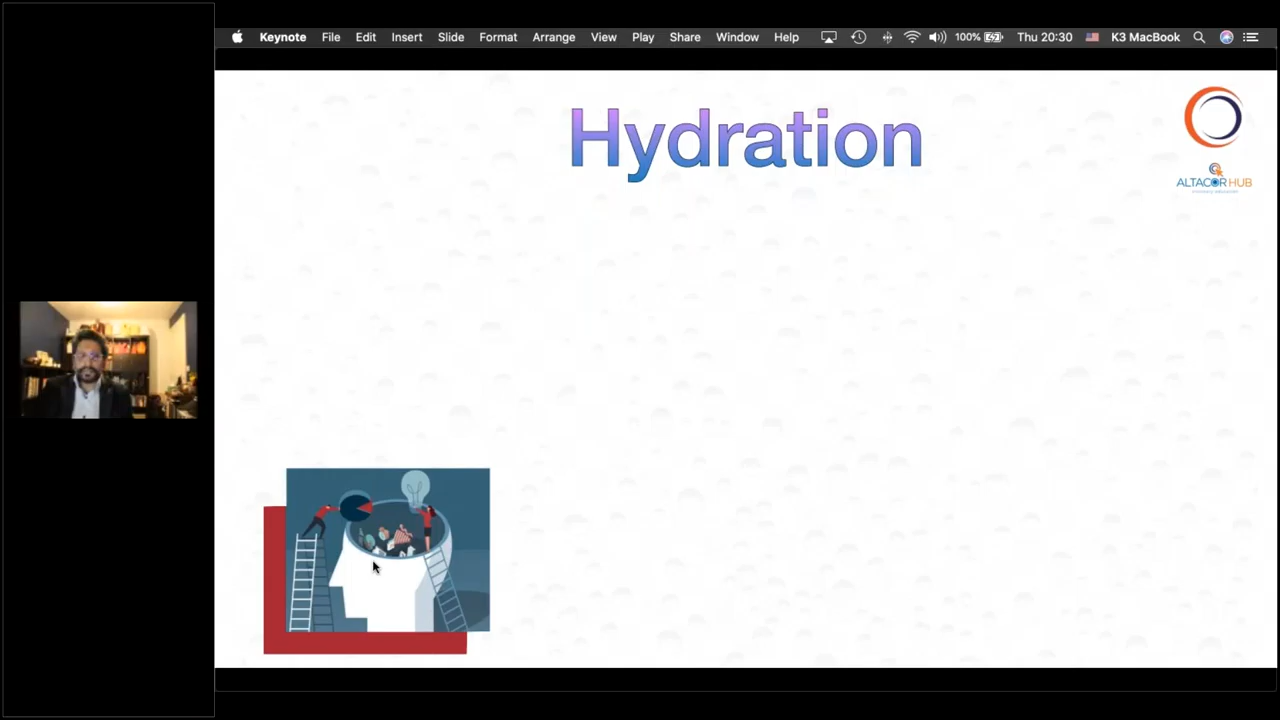 Keynote File Edit Insert Slide Format Arrange View Play Share Window Help 100% Thu 20:30 K3 MacBook
Hydration
ALTACOR HUB